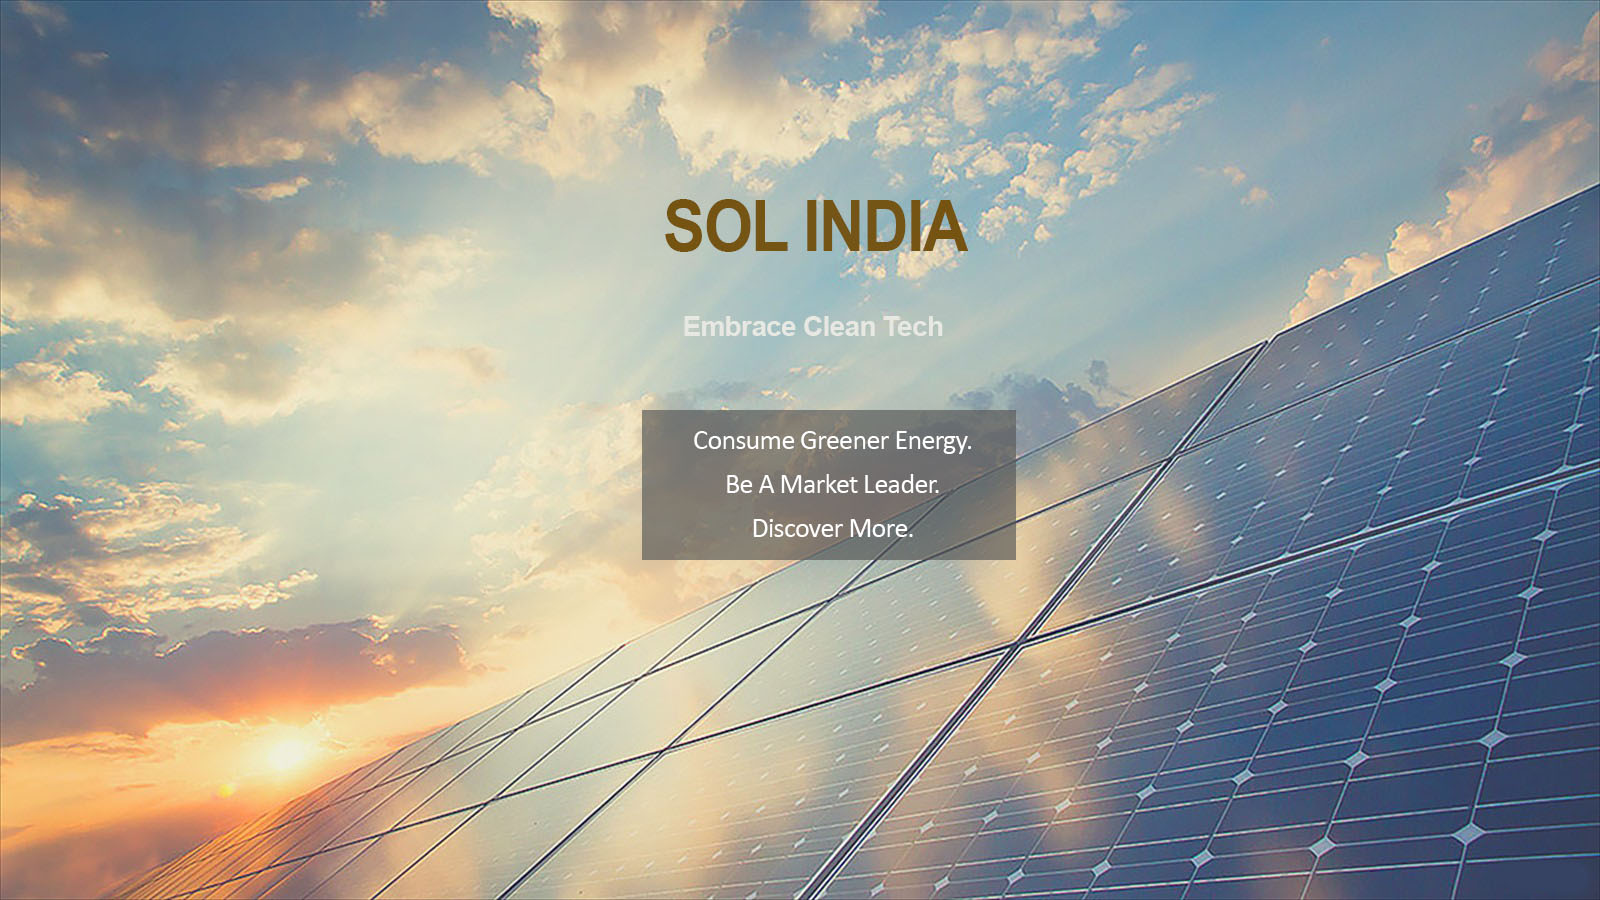 SOL INDIA
Embrace Clean Tech
Consume Greener Energy.
Be A Market Leader.
Discover More.